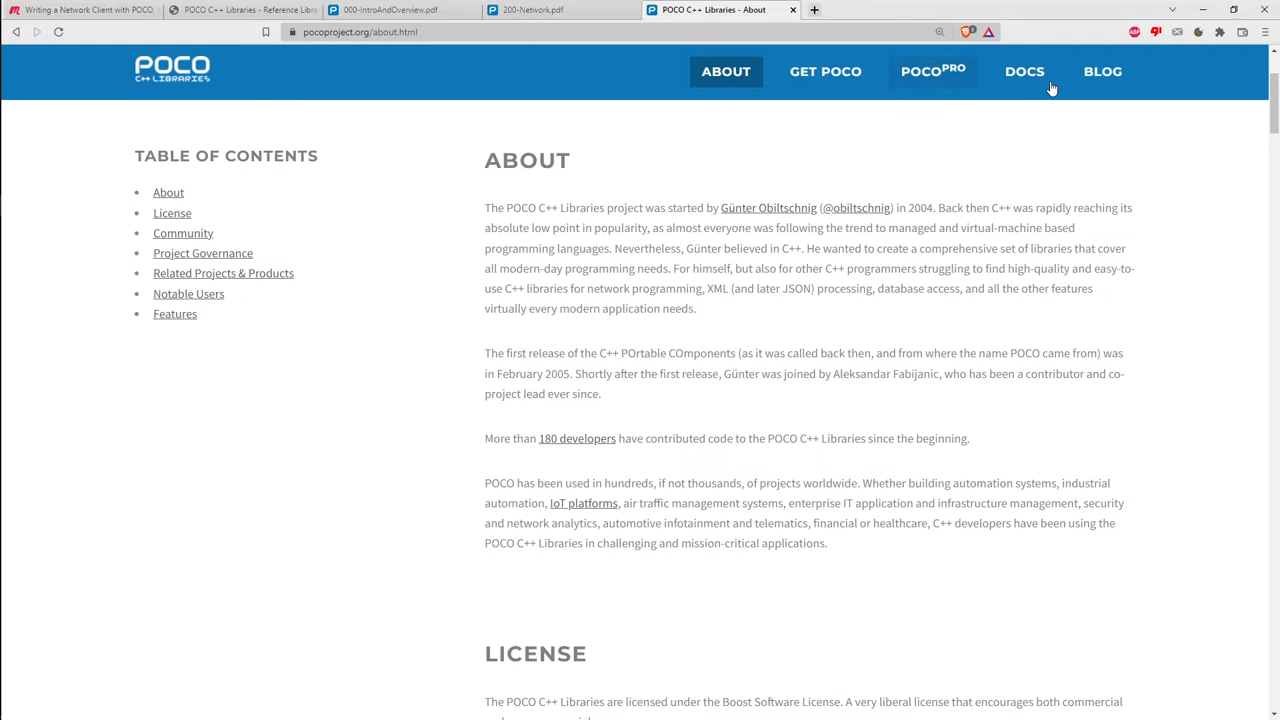 Writing a Network Client with POCO,
POCO C++ Libraries - Reference Libra
000-IntroAndOverview.pdf
200-Network.pdf
POCO C++ Libraries - About
pocoproject.org/about.html
POCO
C++ LIBRARIES
ABOUT
GET POCO
POCOPRO
DOCS
BLOG
TABLE OF CONTENTS
About
License
Community
Project Governance
Related Projects & Products
Notable Users
Features
ABOUT
The POCO C++ Libraries project was started by Günter Obiltschnig (@obiltschnig) in 2004. Back then C++ was rapidly reaching its
absolute low point in popularity, as almost everyone was following the trend to managed and virtual-machine based
programming languages. Nevertheless, Günter believed in C++. He wanted to create a comprehensive set of libraries that cover
all modern-day programming needs. For himself, but also for other C++ programmers struggling to find high-quality and easy-to-
use C++ libraries for network programming, XML (and later JSON) processing, database access, and all the other features
virtually every modern application needs.
The first release of the C++ POrtable COmponents (as it was called back then, and from where the name POCO came from) was
in February 2005. Shortly after the first release, Günter was joined by Aleksandar Fabijanic, who has been a contributor and co-
project lead ever since.
More than 180 developers have contributed code to the POCO C++ Libraries since the beginning.
POCO has been used in hundreds, if not thousands, of projects worldwide. Whether building automation systems, industrial
automation, IoT platforms, air traffic management systems, enterprise IT application and infrastructure management, security
and network analytics, automotive infotainment and telematics, financial or healthcare, C++ developers have been using the
POCO C++ Libraries in challenging and mission-critical applications.
LICENSE
The POCO C++ Libraries are licensed under the Boost Software License. A very liberal license that encourages both commercial